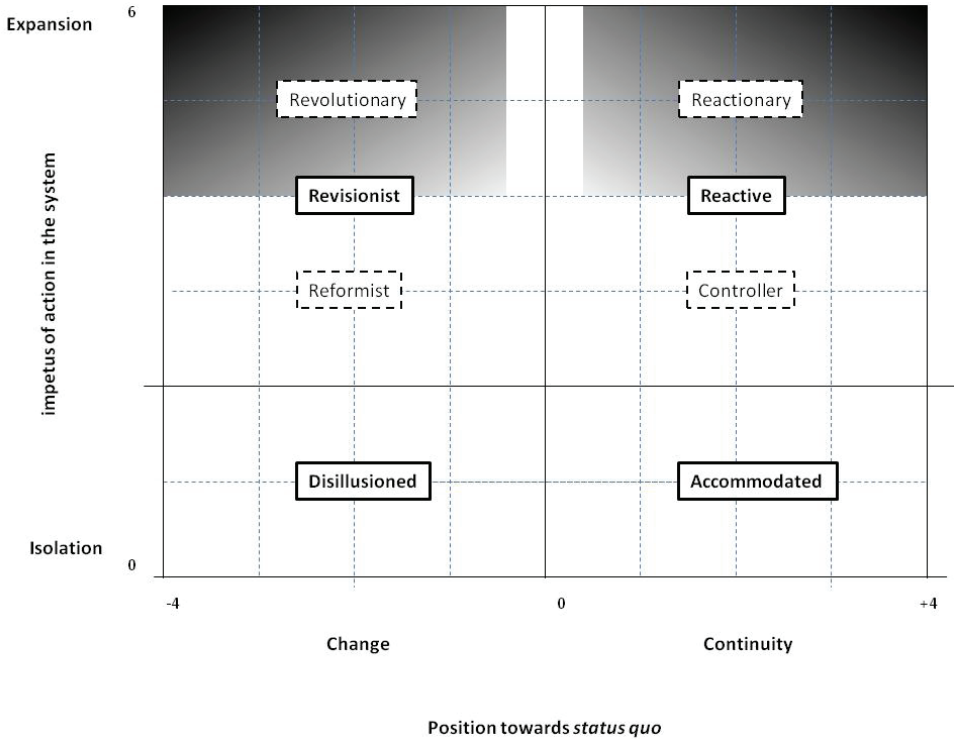 6
Expansion
Revolutionary
Reactionary
Revisionist
Reactive
impetus of action in the system
Reformist
Controller
Disillusioned
Accommodated
Isolation
0
-4
0
+4
Change
Continuity
Position towards status quo